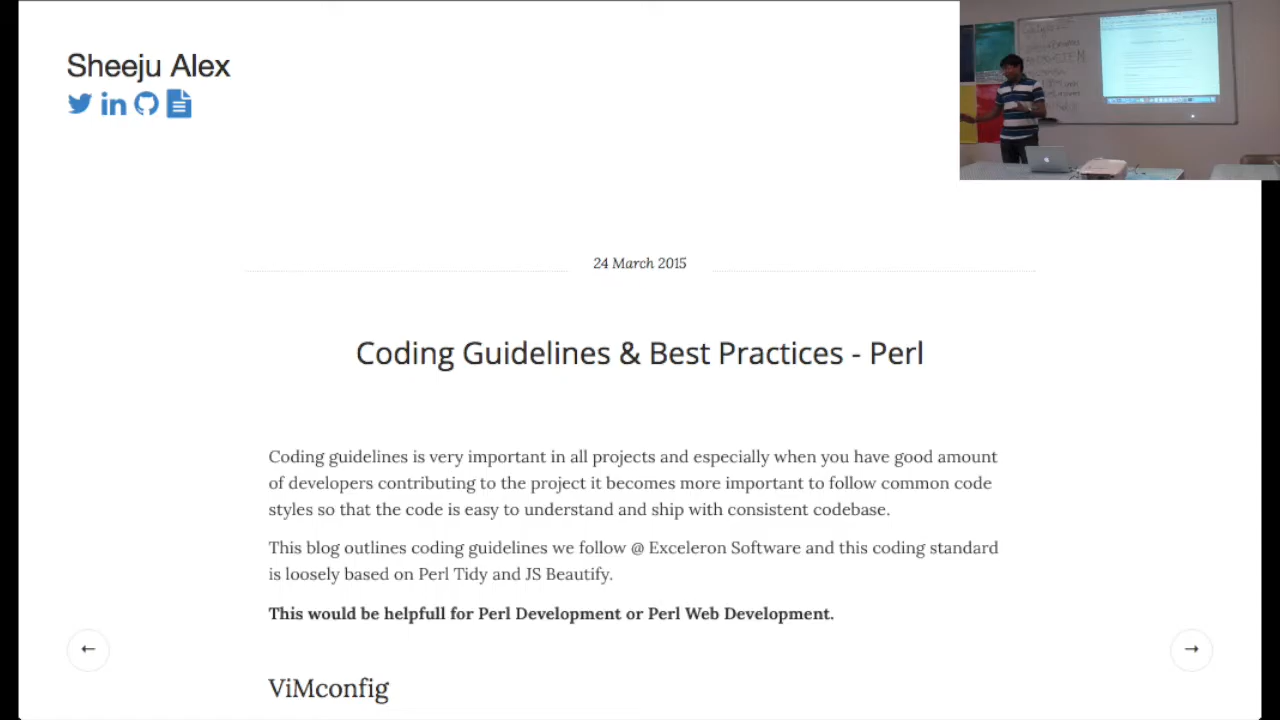 Sheeju Alex
24 March 2015
Coding Guidelines & Best Practices - Perl
Coding guidelines is very important in all projects and especially when you have good amount
of developers contributing to the project it becomes more important to follow common code
styles so that the code is easy to understand and ship with consistent codebase.
This blog outlines coding guidelines we follow @ Exceleron Software and this coding standard
is loosely based on Perl Tidy and JS Beautify.
This would be helpfull for Perl Development or Perl Web Development.
← →
ViMconfig